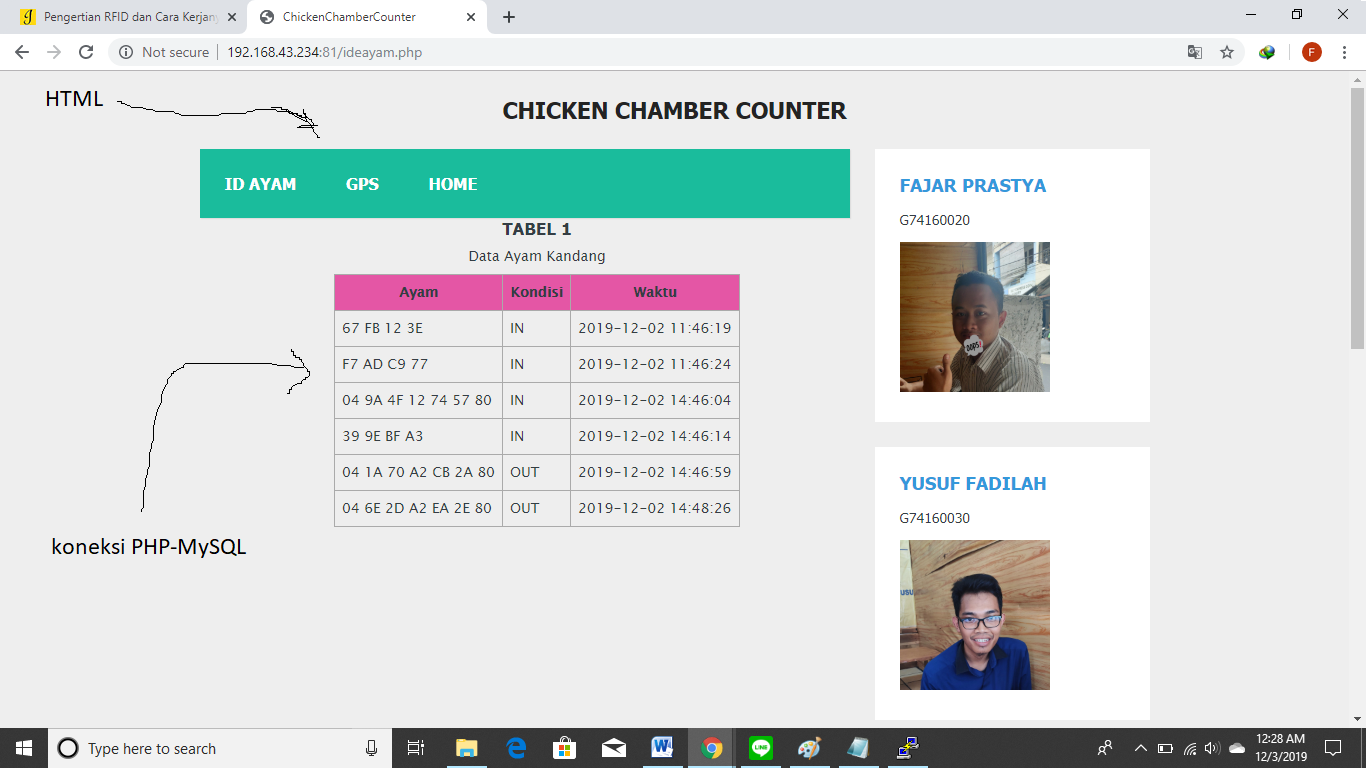 Pengertian RFID dan Cara Kerjan
ChickenChamberCounter
Not secure
192.168.43.234:81/ideayam.php
F
HTML
CHICKEN CHAMBER COUNTER
ID AYAM GPS HOME
TABEL 1
Data Ayam Kandang
Ayam Kondisi Waktu
67 FB 12 3E IN 2019-12-02 11:46:19
F7 AD C9 77 IN 2019-12-02 11:46:24
04 9A 4F 12 74 57 80 IN 2019-12-02 14:46:04
39 9E BF A3 IN 2019-12-02 14:46:14
04 1A 70 A2 CB 2A 80 OUT 2019-12-02 14:46:59
04 6E 2D A2 EA 2E 80 OUT 2019-12-02 14:48:26
koneksi PHP-MySQL
FAJAR PRASTYA
G74160020
oops!
YUSUF FADILAH
G74160030
Type here to search
LINE
12:28 AM
12/3/2019